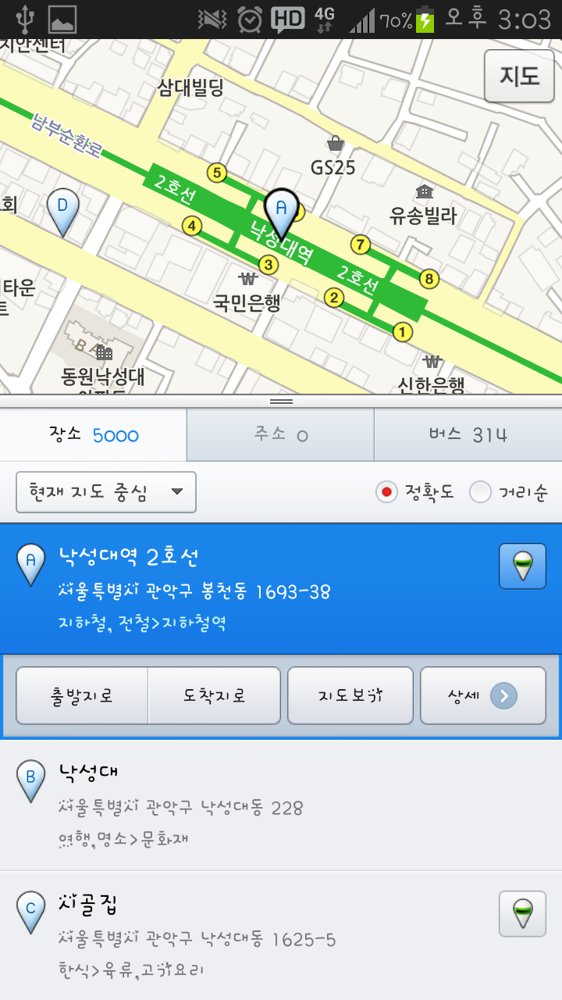 HD 4G 70% 오후 3:03
치안센터
삼대빌딩
지도
남부순환로
GS25
5
2호선
A
회
D
유송빌라
4
낙성대역
7
3
2호선
8
타운
트
국민은행
2
1
BA
동원낙성대
아파트
신한은행
장소 5000
주소 0
버스 314
현재 지도 중심
정확도
거리순
A 낙성대역 2호선
서울특별시 관악구 봉천동 1693-38
지하철, 전철>지하철역
출발지로
도착지로
지도보기
상세
B 낙성대
서울특별시 관악구 낙성대동 228
여행,명소>문화재
C 시골집
서울특별시 관악구 낙성대동 1625-5
한식>육류,고기요리